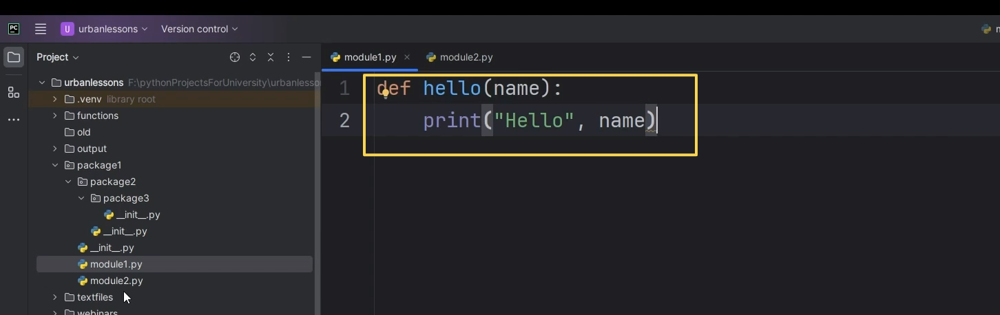 PC
U urbanlessons Version control
Project
module1.py module2.py
urbanlessons F:\pythonProjectsForUniversity\urbanlesso
.venv library root
functions
old
output
package1
package2
package3
__init__.py
__init__.py
__init__.py
module1.py
module2.py
textfiles
webinars
1 def hello(name):
2 print("Hello", name)